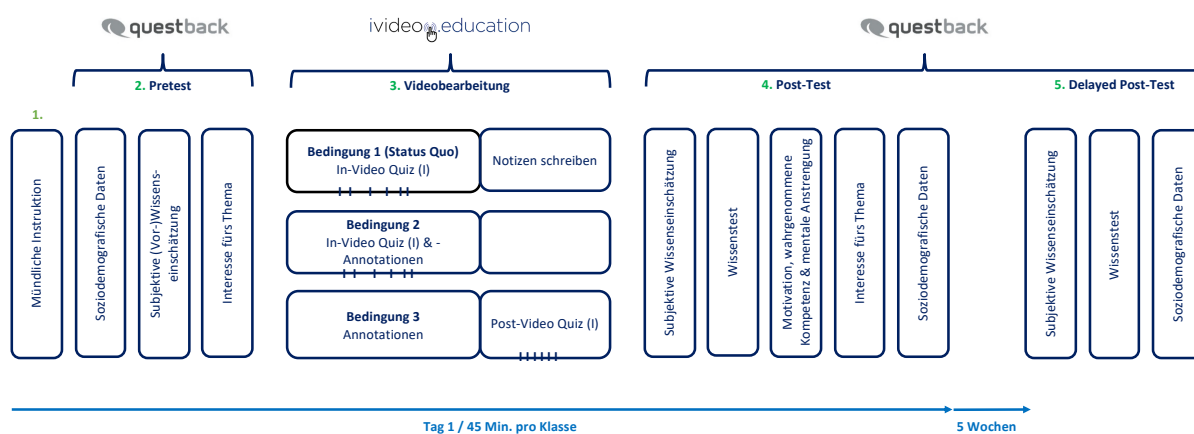 questback
ivideo.education
questback
2. Pretest
3. Videobearbeitung
4. Post-Test
5. Delayed Post-Test
1.
Mündliche Instruktion
Soziodemografische Daten
Subjektive (Vor-)Wissens-
einschätzung
Interesse fürs Thema
Bedingung 1 (Status Quo)
In-Video Quiz (I)
Notizen schreiben
Bedingung 2
In-Video Quiz (I) & -
Annotationen
Bedingung 3
Annotationen
Post-Video Quiz (I)
Subjektive Wissenseinschätzung
Wissenstest
Motivation, wahrgenommene
Kompetenz & mentale Anstrengung
Interesse fürs Thema
Soziodemografische Daten
Subjektive Wissenseinschätzung
Wissenstest
Soziodemografische Daten
Tag 1 / 45 Min. pro Klasse
5 Wochen